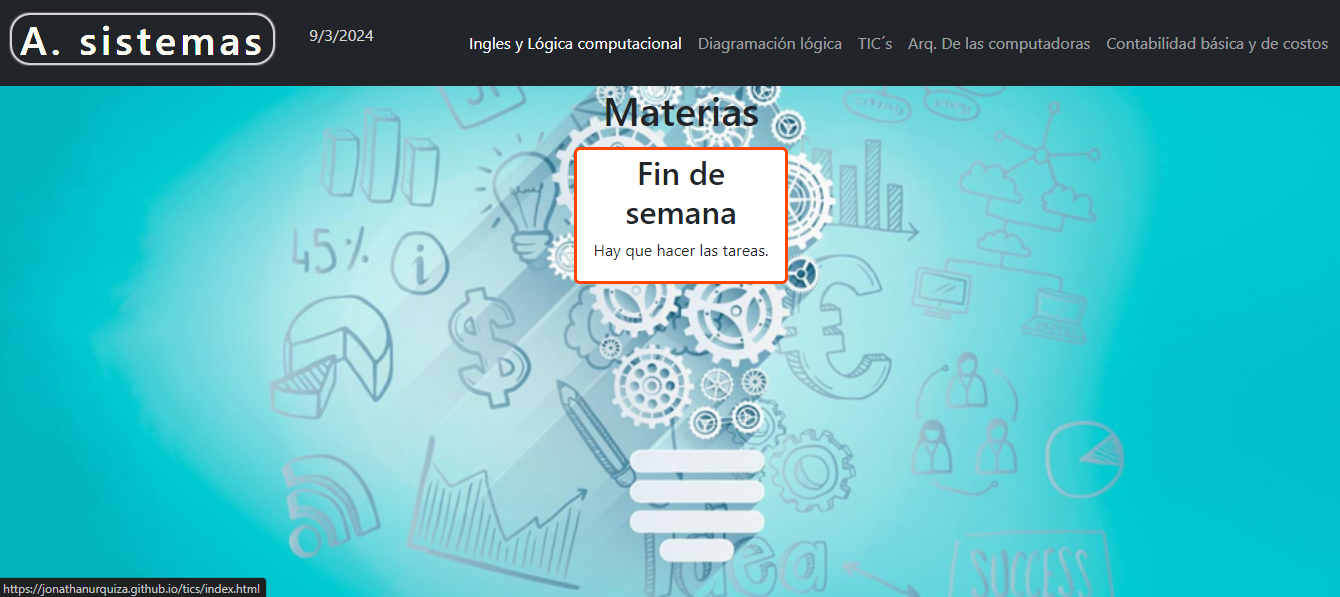 A. sistemas
9/3/2024
Ingles y Lógica computacional
Diagramación lógica
TIC´s
Arq. De las computadoras
Contabilidad básica y de costos
Materias
Fin de
semana
Hay que hacer las tareas.
45%
i
$
€
idea
SUCCESS
https://jonathanurquiza.github.io/tics/index.html